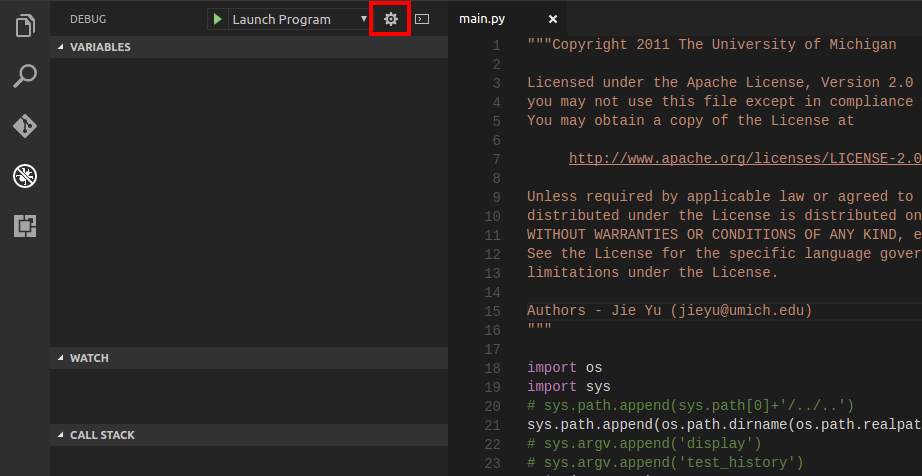 DEBUG
Launch Program
VARIABLES
WATCH
CALL STACK
main.py
1 """Copyright 2011 The University of Michigan
2
3 Licensed under the Apache License, Version 2.0
4 you may not use this file except in compliance
5 You may obtain a copy of the License at
6
7 http://www.apache.org/licenses/LICENSE-2.0
8
9 Unless required by applicable law or agreed to
10 distributed under the License is distributed on
11 WITHOUT WARRANTIES OR CONDITIONS OF ANY KIND, e
12 See the License for the specific language gover
13 limitations under the License.
14
15 Authors - Jie Yu (jieyu@umich.edu)
16 """
17
18 import os
19 import sys
20 # sys.path.append(sys.path[0]+'/../..')
21 sys.path.append(os.path.dirname(os.path.realpat
22 # sys.argv.append('display')
23 # sys.argv.append('test_history')